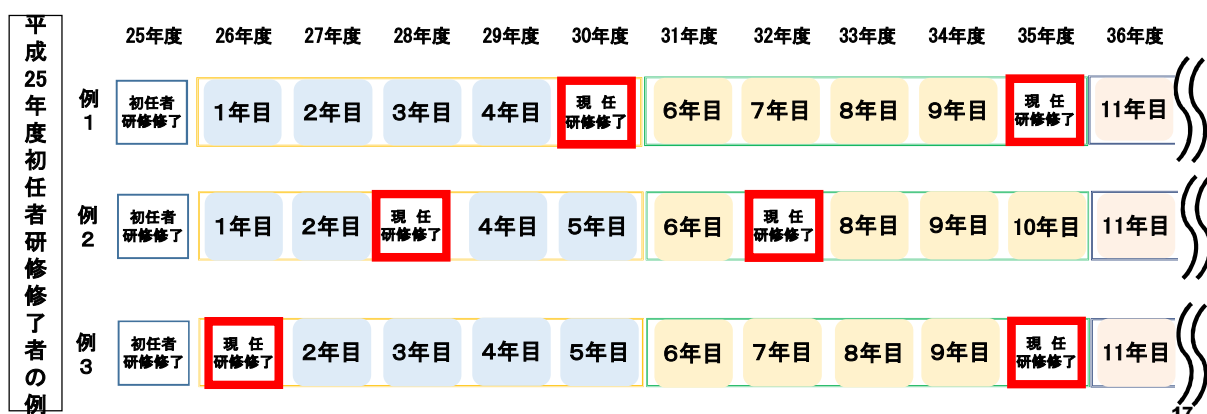 平成25年度初任者研修修了者の例
25年度 26年度 27年度 28年度 29年度 30年度 31年度 32年度 33年度 34年度 35年度 36年度
例1
初任者
研修修了
1年目 2年目 3年目 4年目
現 任
研修修了
6年目 7年目 8年目 9年目
現 任
研修修了
11年目
例2
初任者
研修修了
1年目 2年目
現 任
研修修了
4年目 5年目 6年目
現 任
研修修了
8年目 9年目 10年目 11年目
例3
初任者
研修修了
現 任
研修修了
2年目 3年目 4年目 5年目 6年目 7年目 8年目 9年目
現 任
研修修了
11年目
17